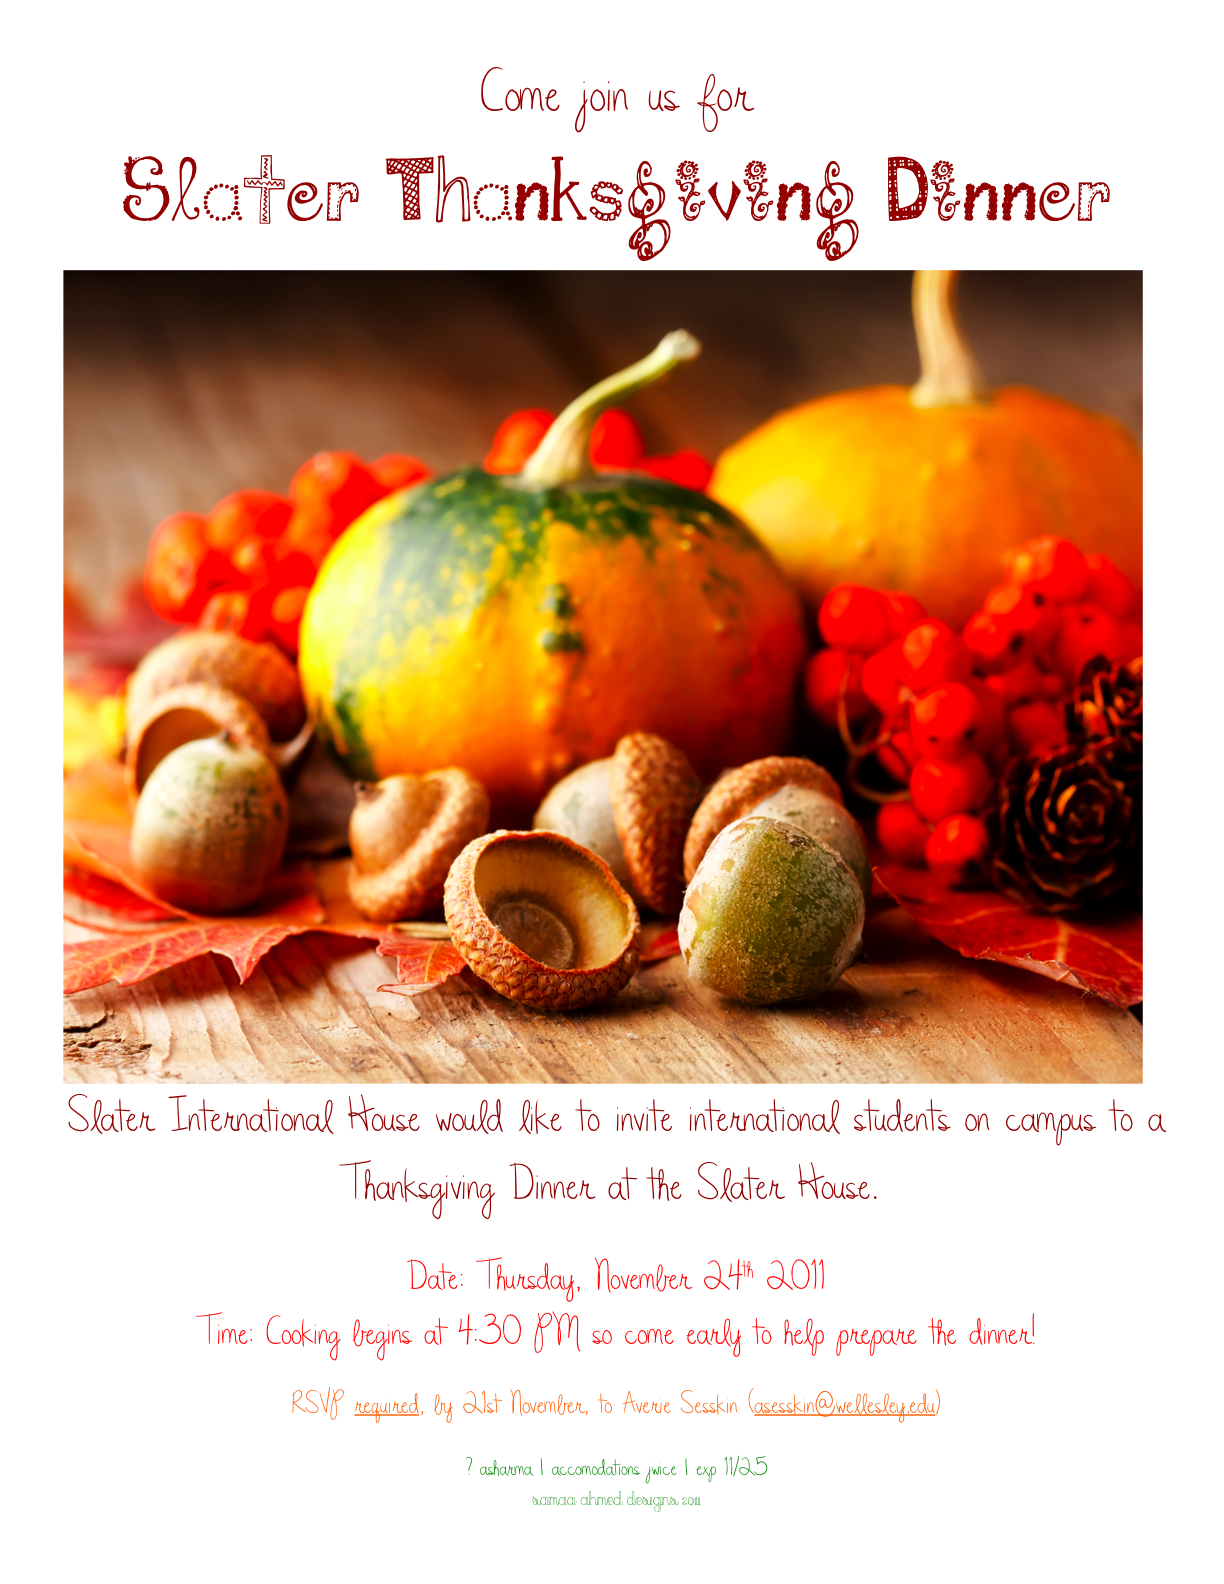 Come join us for
Slater Thanksgiving Dinner
Slater International House would like to invite international students on campus to a
Thanksgiving Dinner at the Slater House.
Date: Thursday, November 24th 2011
Time: Cooking begins at 4:30 PM so come early to help prepare the dinner!
RSVP required, by 21st November, to Averie Sesskin (asesskin@wellesley.edu)
? asharma | accomodations jwice | exp 11/25
samaa ahmed designs 2011